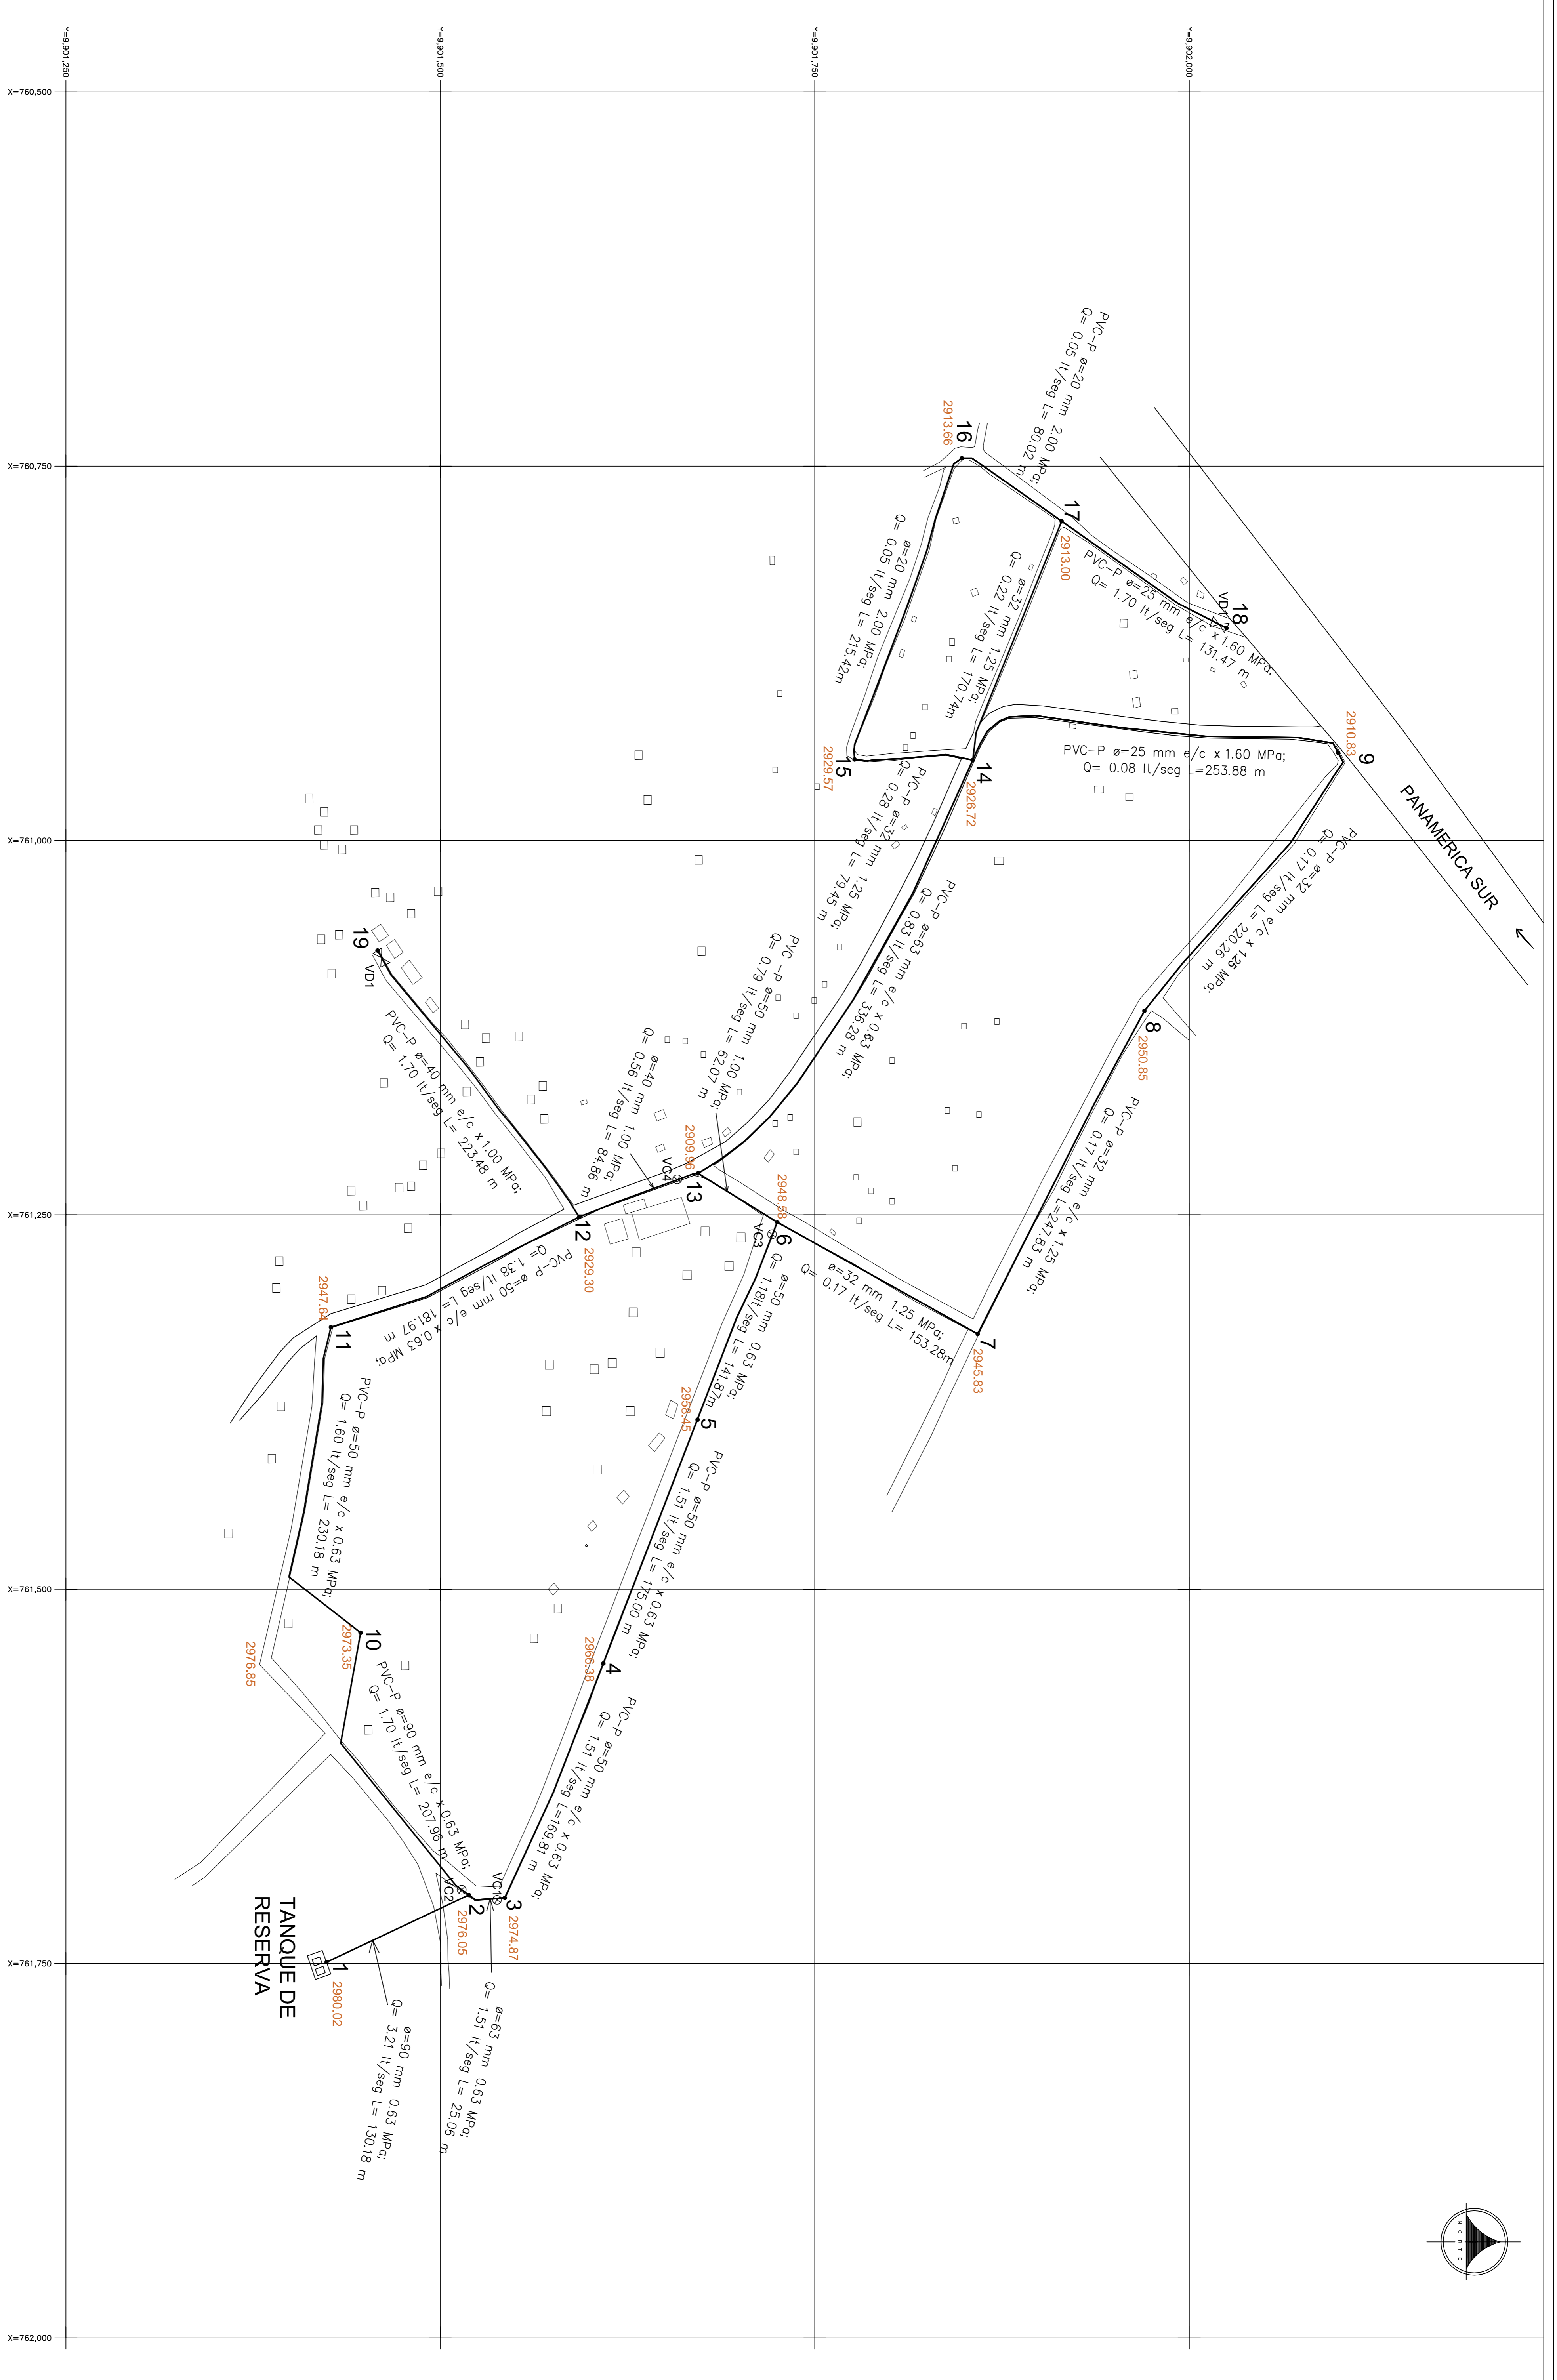 Y=9,901,250
Y=9,901,500
Y=9,901,750
Y=9,902,000
X=760,500
X=760,750
X=761,000
X=761,250
X=761,500
X=761,750
X=762,000
PVC-P ø=20 mm 2.00 MPa;
Q= 0.05 lt/seg L= 80.02 m
16
2913.66
17
2913.00
PVC-P ø=25 mm e/c x 1.60 MPa;
Q= 1.70 lt/seg L= 131.47 m
18
VD1
ø=20 mm 2.00 MPa;
Q= 0.05 lt/seg L= 215.42m
ø=32 mm 1.25 MPa;
Q= 0.22 lt/seg L= 170.74m
9
2910.83
PVC-P ø=25 mm e/c x 1.60 MPa;
Q= 0.08 lt/seg L=253.88 m
PANAMERICA SUR
15
2929.57
14
2926.72
PVC-P ø=32 mm 1.25 MPa;
Q= 0.28 lt/seg L= 79.45 m
PVC-P ø=32 mm e/c x 1.25 MPa;
Q= 0.17 lt/seg L= 220.26 m
PVC-P ø=63 mm e/c x 0.63 MPa;
Q= 0.83 lt/seg L= 336.28 m
8
2950.85
19
VD1
PVC-P ø=40 mm e/c x 1.00 MPa;
Q= 1.70 lt/seg L= 223.48 m
PVC -P ø=50 mm 1.00 MPa;
Q= 0.79 lt/seg L= 62.07 m
ø=40 mm 1.00 MPa;
Q= 0.56 lt/seg L= 84.86 m
PVC-P ø=32 mm e/c x 1.25 MPa;
Q= 0.17 lt/seg L=247.83 m
2909.96
13
VC4
2948.58
6
VC3
12
2929.30
PVC-P ø=50 mm e/c x 0.63 MPa;
Q= 1.38 lt/seg L= 181.97 m
ø=32 mm 1.25 MPa;
Q= 0.17 lt/seg L= 153.28m
7
2945.83
ø=50 mm 0.63 MPa;
Q= 1.18lt/seg L= 141.87m
2947.64
11
2958.45
5
PVC-P ø=50 mm e/c x 0.63 MPa;
Q= 1.60 lt/seg L= 230.18 m
PVC-P ø=50 mm e/c x 0.63 MPa;
Q= 1.51 lt/seg L= 175.00 m
10
2973.35
2976.85
2966.38
4
PVC-P ø=90 mm e/c x 0.63 MPa;
Q= 1.70 lt/seg L= 207.96 m
PVC-P ø=50 mm e/c x 0.63 MPa;
Q= 1.51 lt/seg L=169.81 m
VC2
2
2976.05
VC1
3
2974.87
TANQUE DE
RESERVA
1
2980.02
ø=63 mm 0.63 MPa;
Q= 1.51 lt/seg L= 25.06 m
ø=90 mm 0.63 MPa;
Q= 3.21 lt/seg L= 130.18 m
NORTE